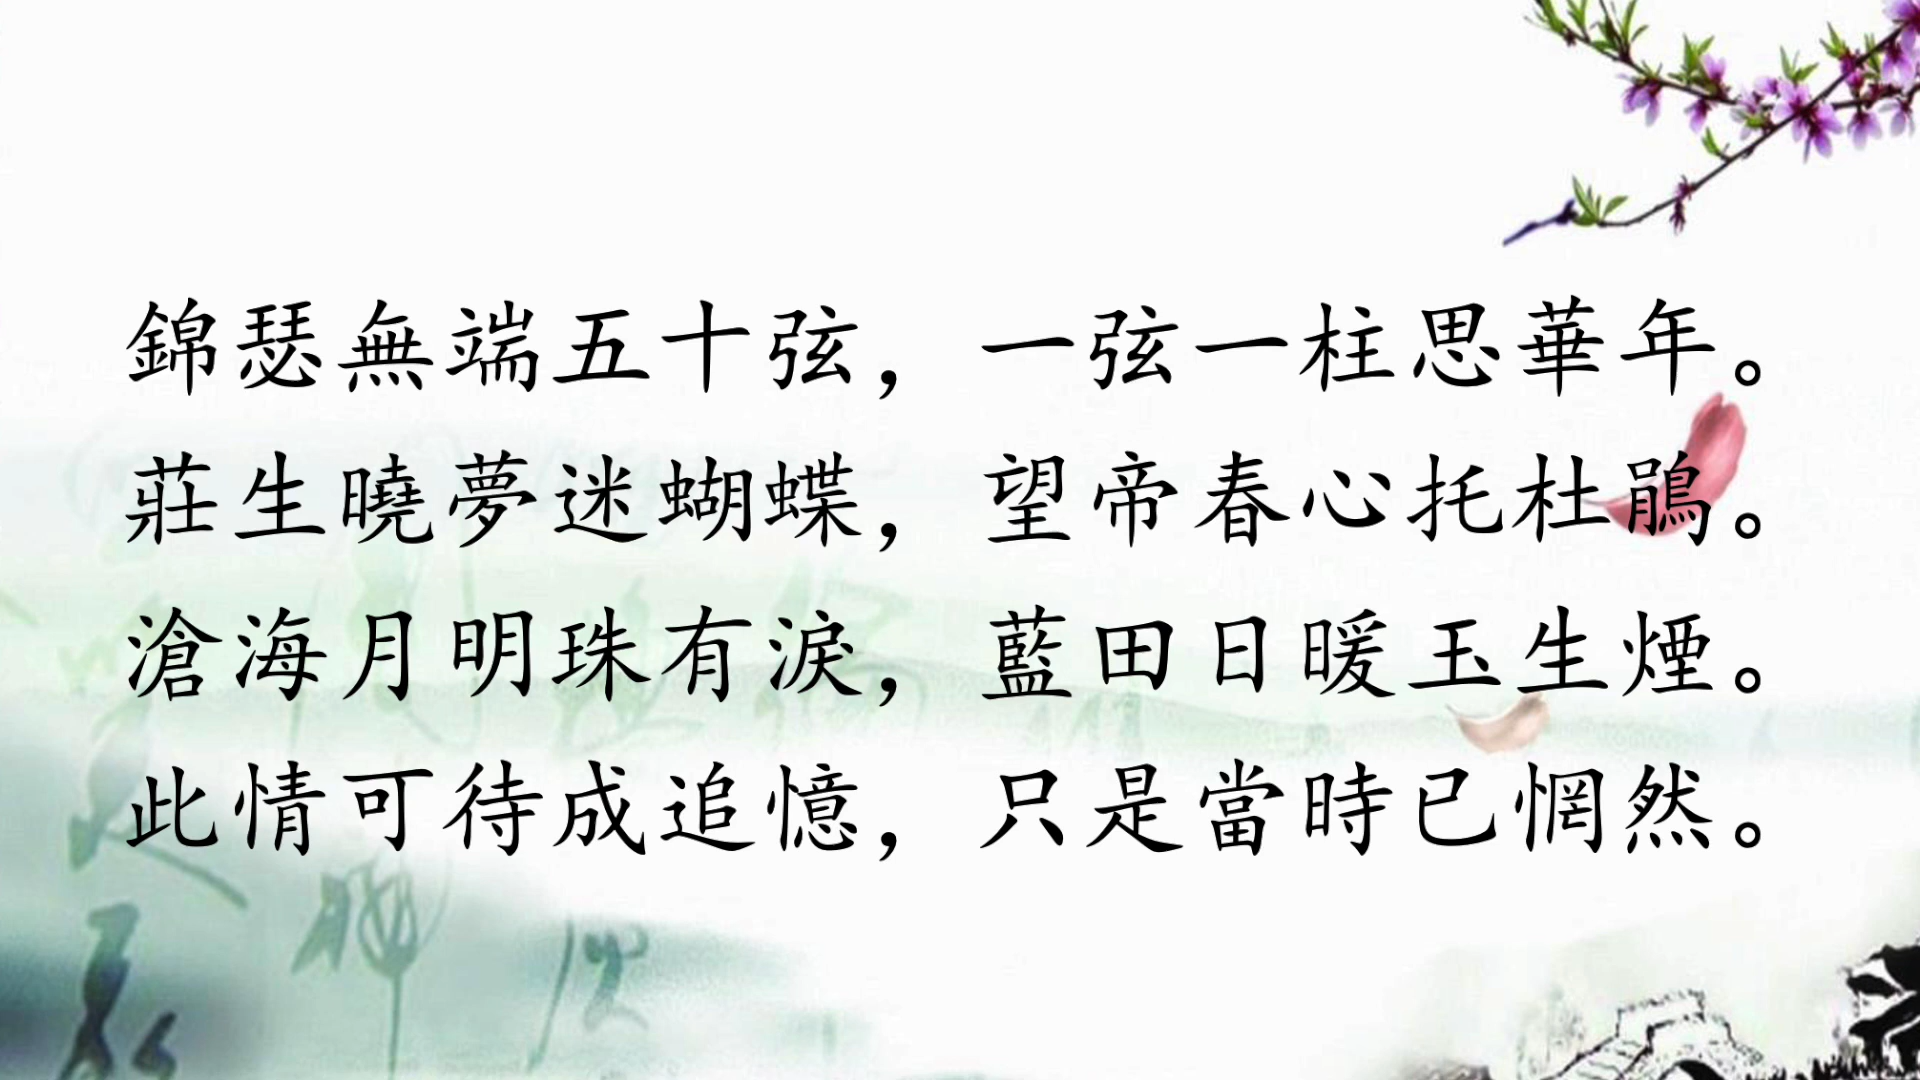 錦瑟無端五十弦，一弦一柱思華年。
莊生曉夢迷蝴蝶，望帝春心托杜鵑。
滄海月明珠有淚，藍田日暖玉生煙。
此情可待成追憶，只是當時已惘然。